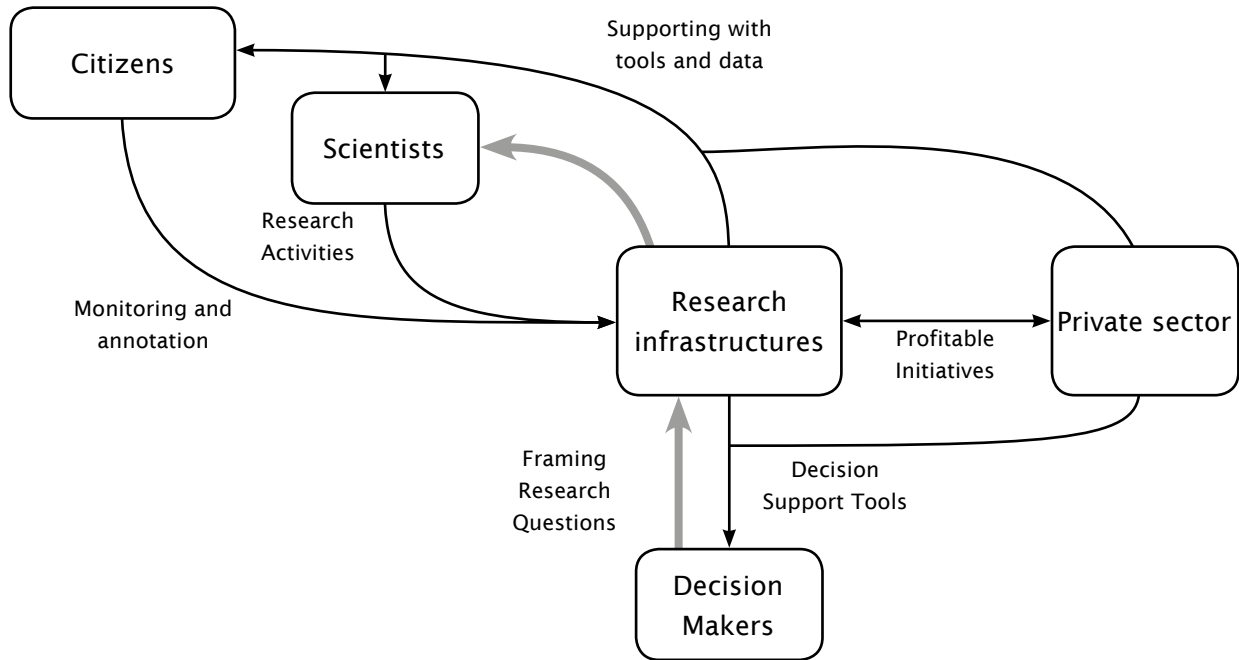 Supporting with
tools and data
Citizens
Scientists
Research
Activities
Monitoring and
annotation
Research
infrastructures
Profitable
Initiatives
Private sector
Framing
Research
Questions
Decision
Support Tools
Decision
Makers